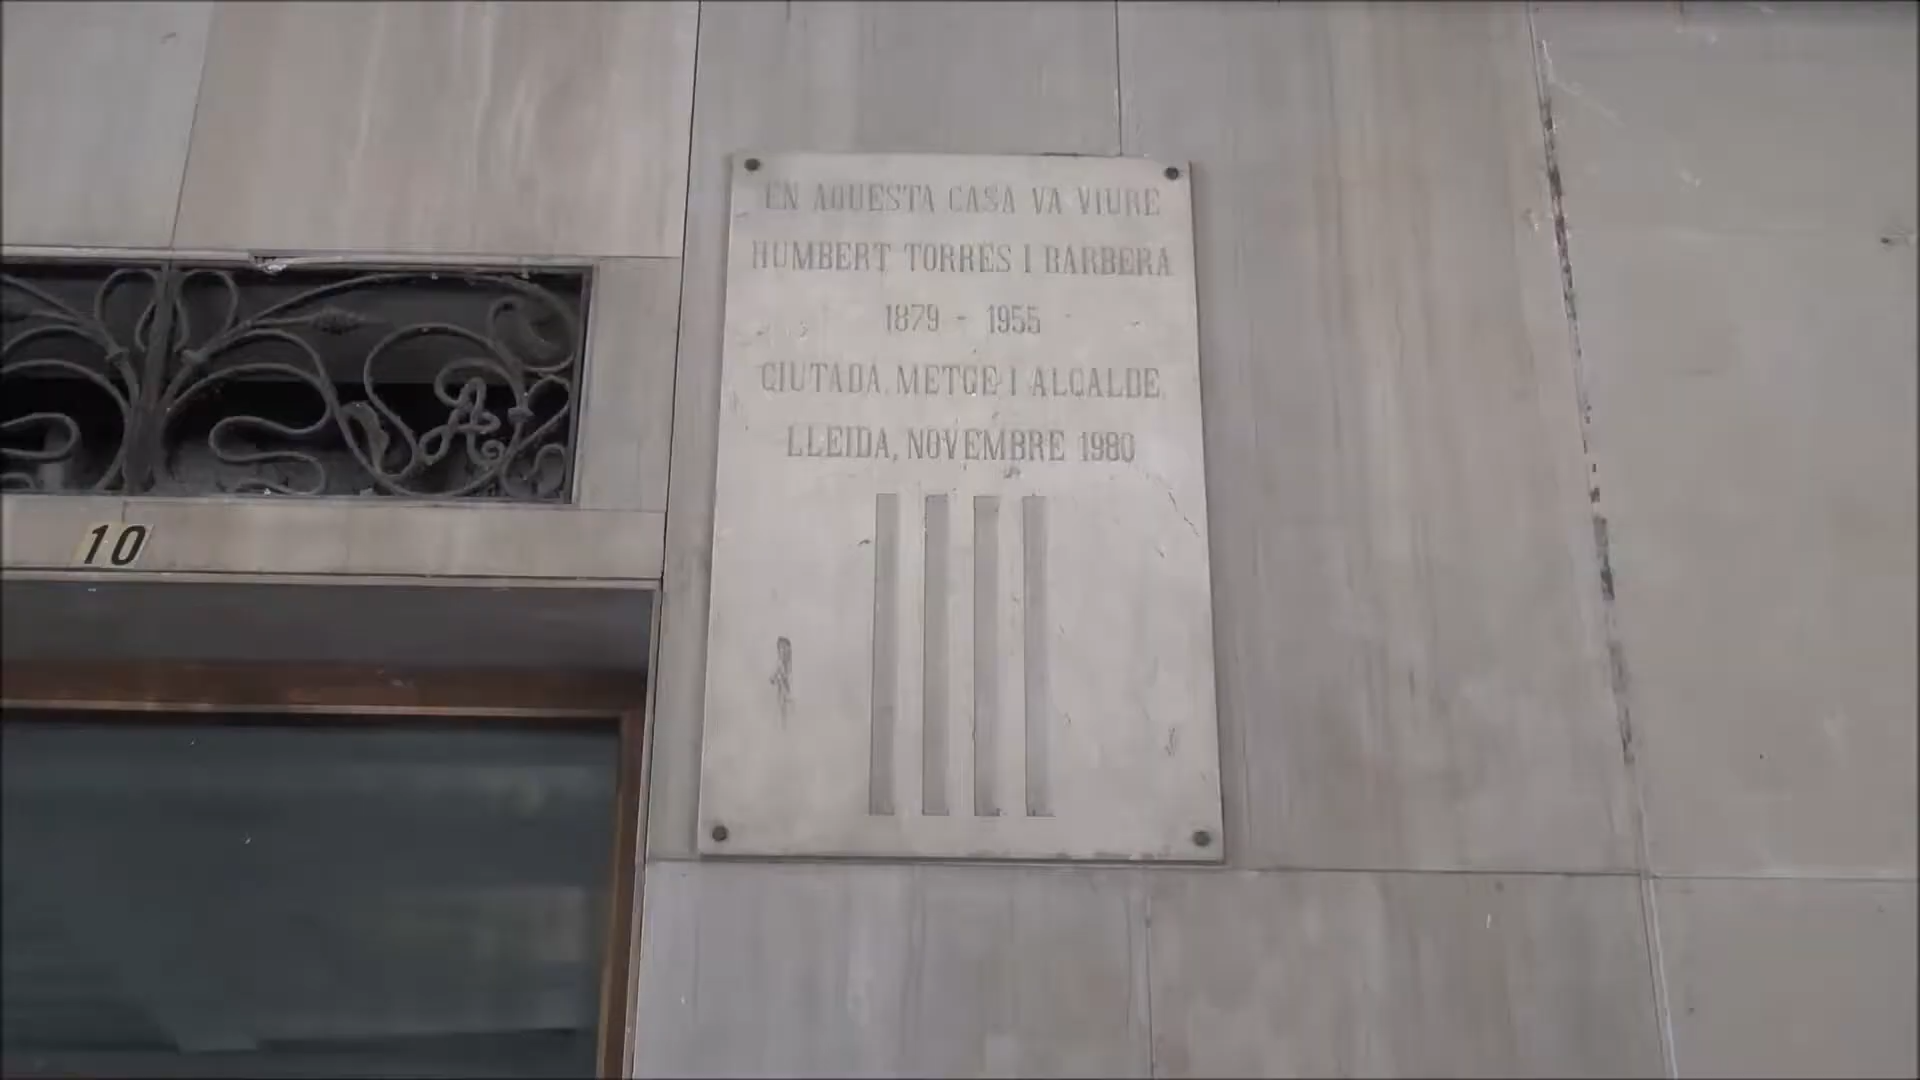 EN AQUESTA CASA VA VIURE
HUMBERT TORRES I BARBERA
1879 - 1955
CIUTADA, METGE I ALCALDE
LLEIDA, NOVEMBRE 1980
10